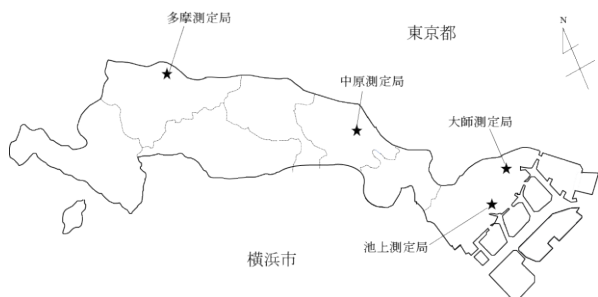 多摩測定局
東京都
N
中原測定局
大師測定局
池上測定局
横浜市